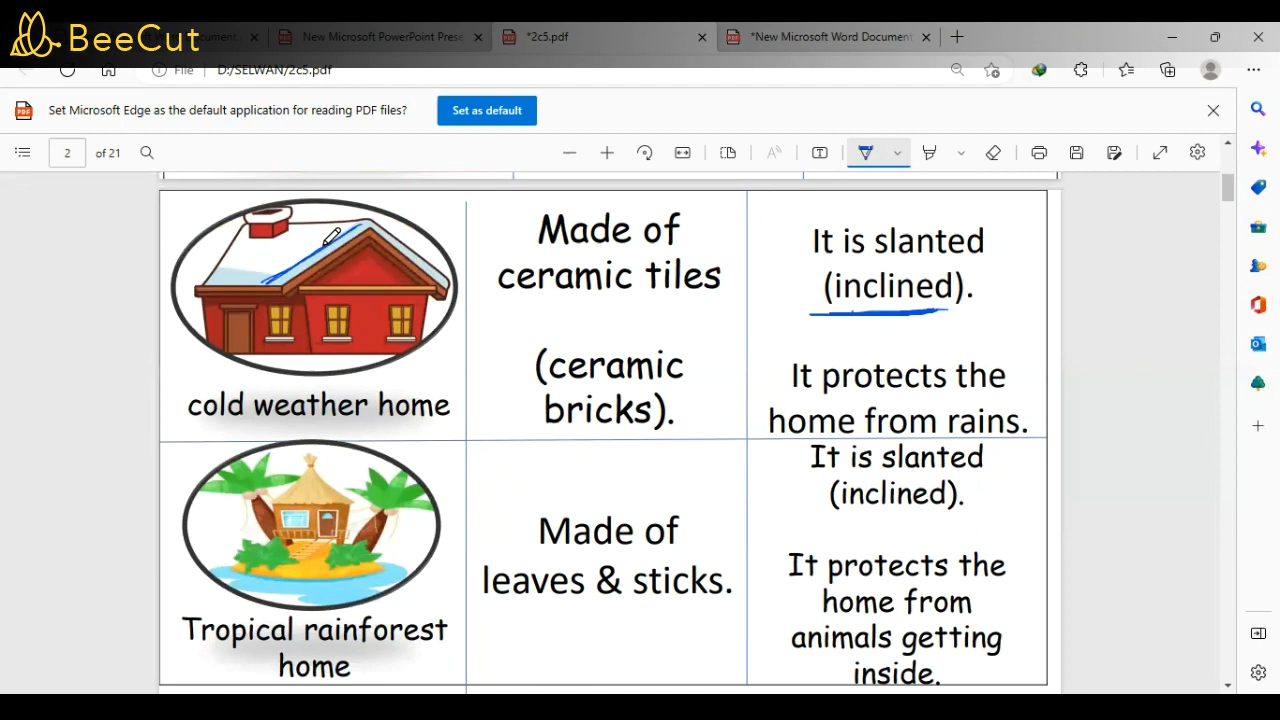 BeeCut
New Microsoft PowerPoint Prese
*2c5.pdf
*New Microsoft Word Document
File D:/SELWAN/2c5.pdf
Set Microsoft Edge as the default application for reading PDF files? Set as default
2 of 21
Made of
ceramic tiles
(ceramic
bricks).
It is slanted
(inclined).
It protects the
home from rains.
cold weather home
Made of
leaves & sticks.
It is slanted
(inclined).
It protects the
home from
animals getting
inside.
Tropical rainforest
home